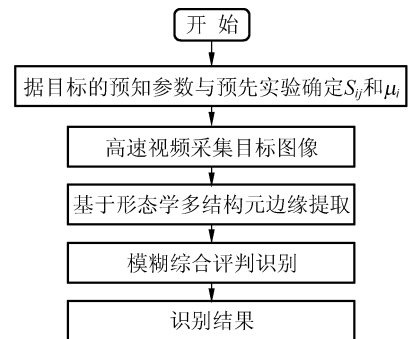 开 始
据目标的预知参数与预先实验确定Sij和μi
高速视频采集目标图像
基于形态学多结构元边缘提取
模糊综合评判识别
识别结果